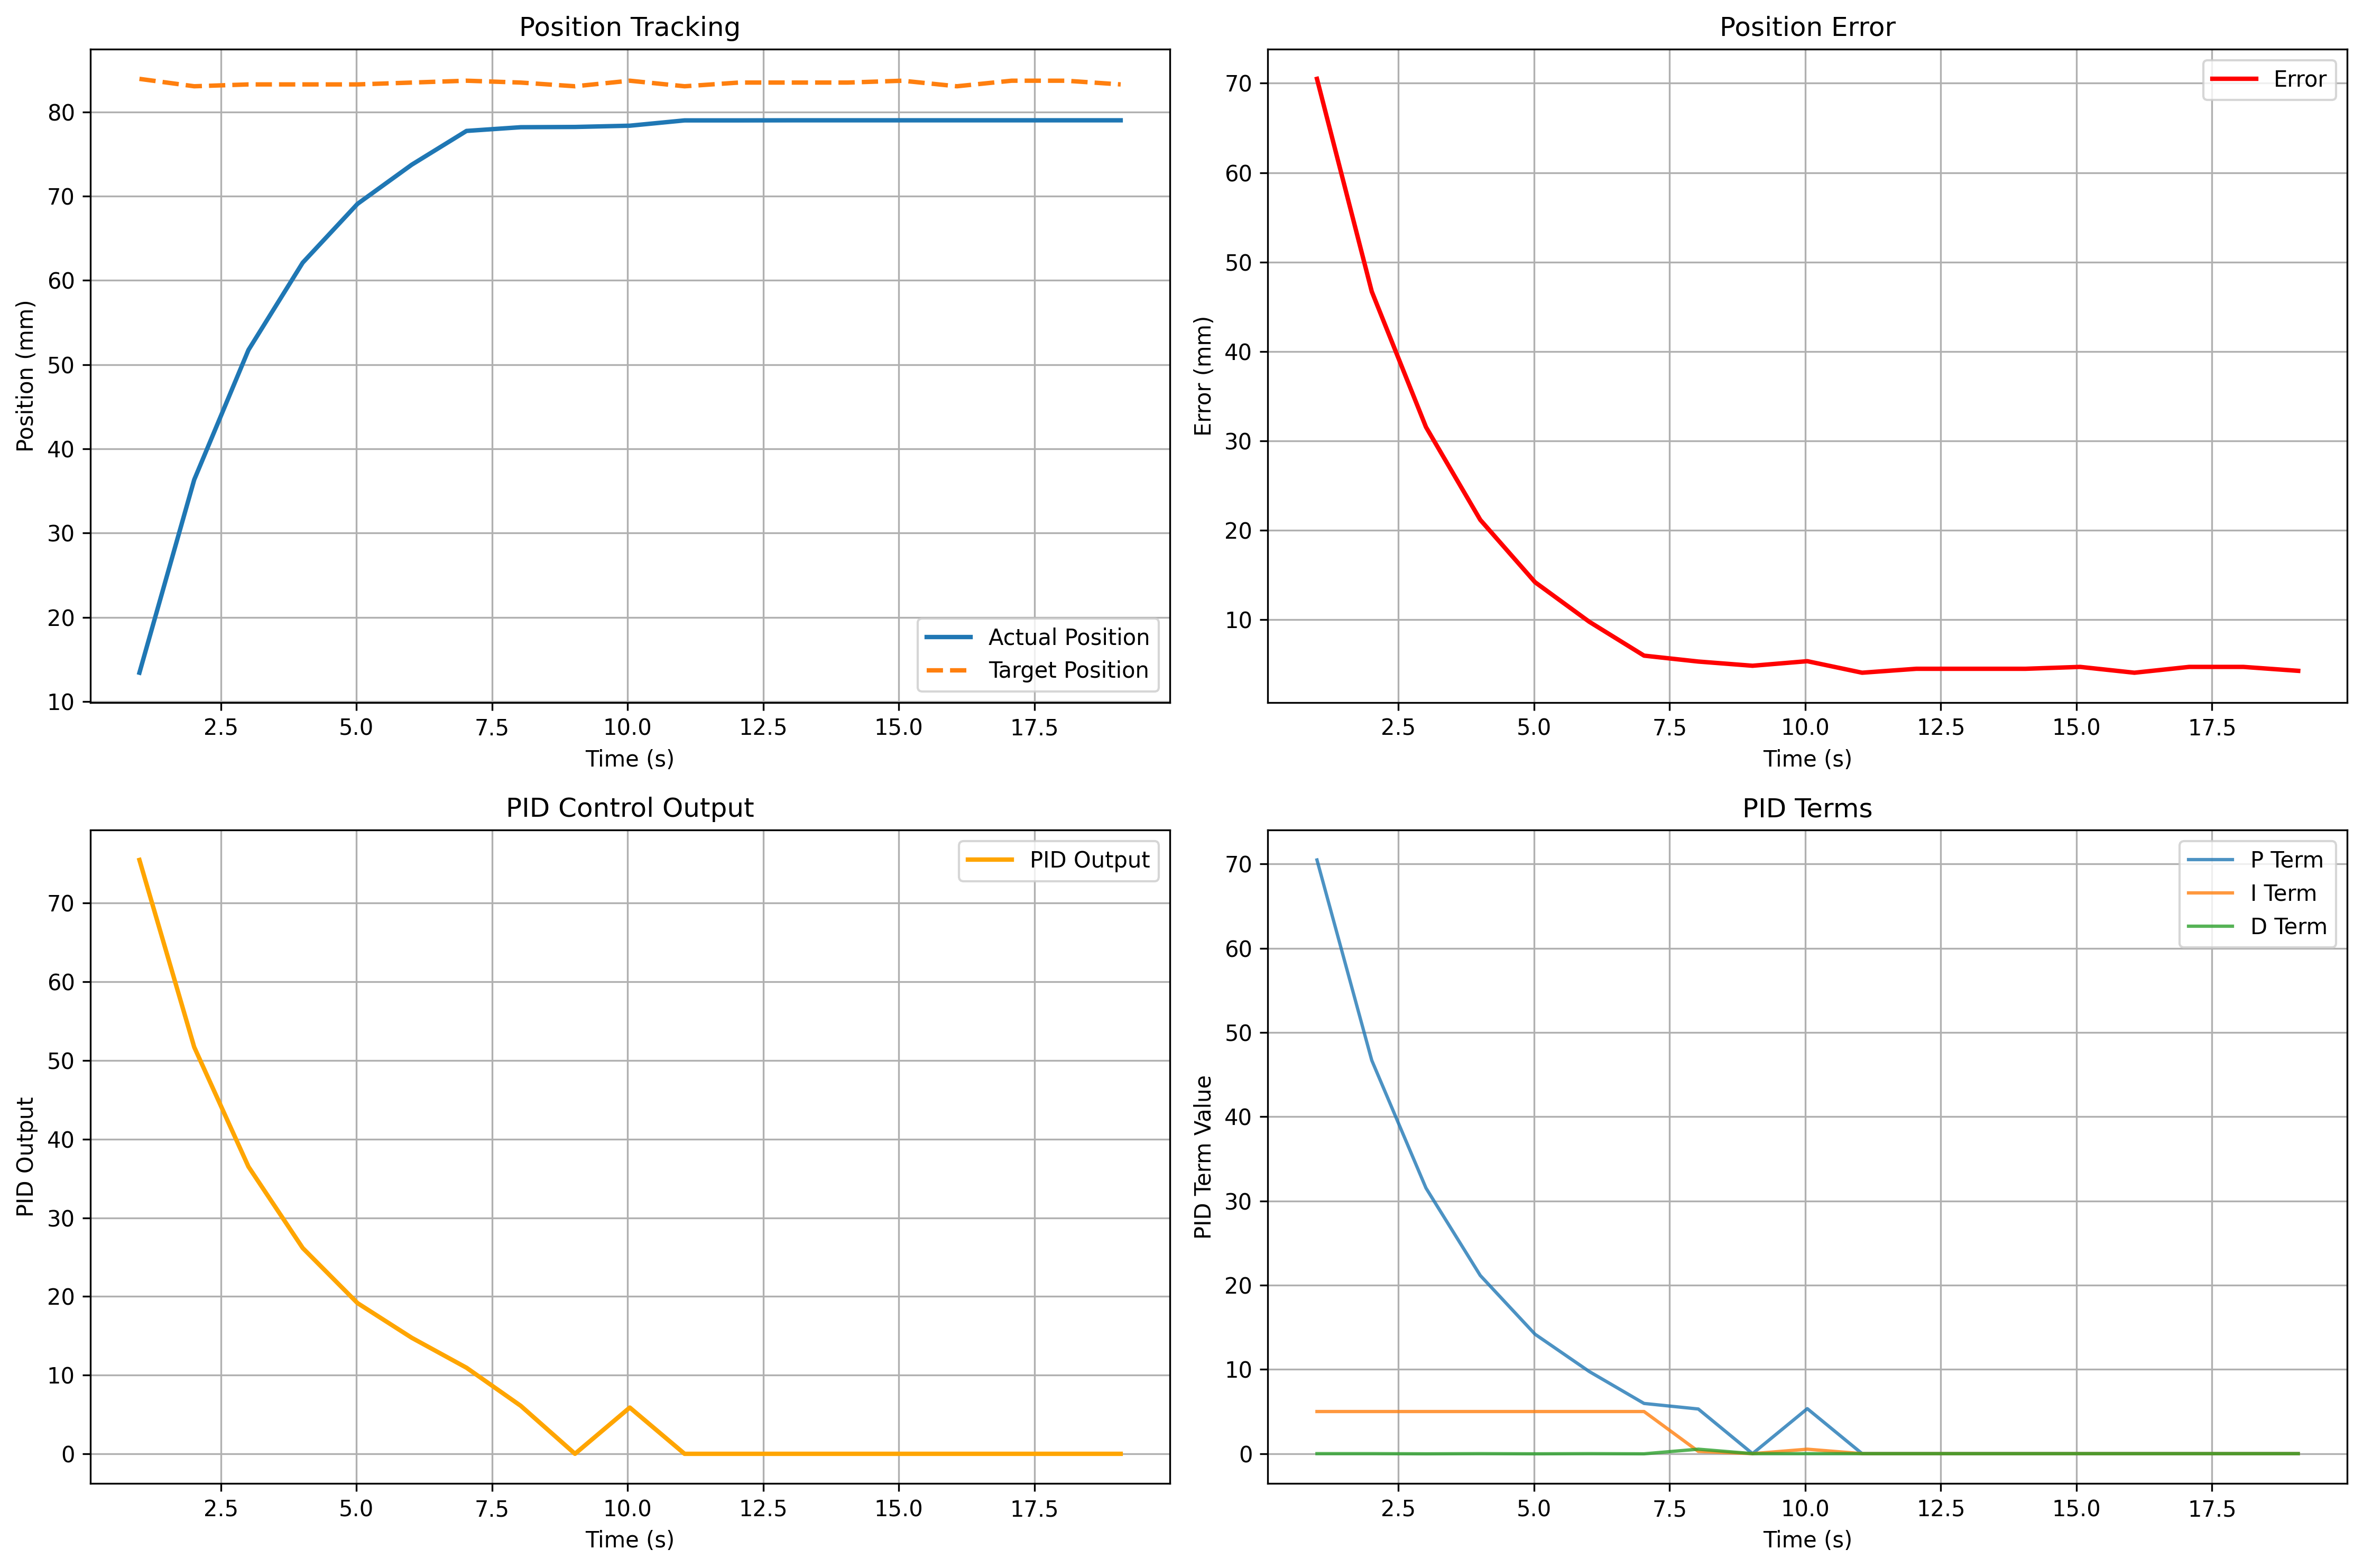 Position Tracking
Position (mm)
80
70
60
50
40
30
20
10
Actual Position
Target Position
2.5 5.0 7.5 10.0 12.5 15.0 17.5
Time (s)
Position Error
Error (mm)
70
60
50
40
30
20
10
Error
2.5 5.0 7.5 10.0 12.5 15.0 17.5
Time (s)
PID Control Output
PID Output
70
60
50
40
30
20
10
0
PID Output
2.5 5.0 7.5 10.0 12.5 15.0 17.5
Time (s)
PID Terms
PID Term Value
70
60
50
40
30
20
10
0
P Term
I Term
D Term
2.5 5.0 7.5 10.0 12.5 15.0 17.5
Time (s)